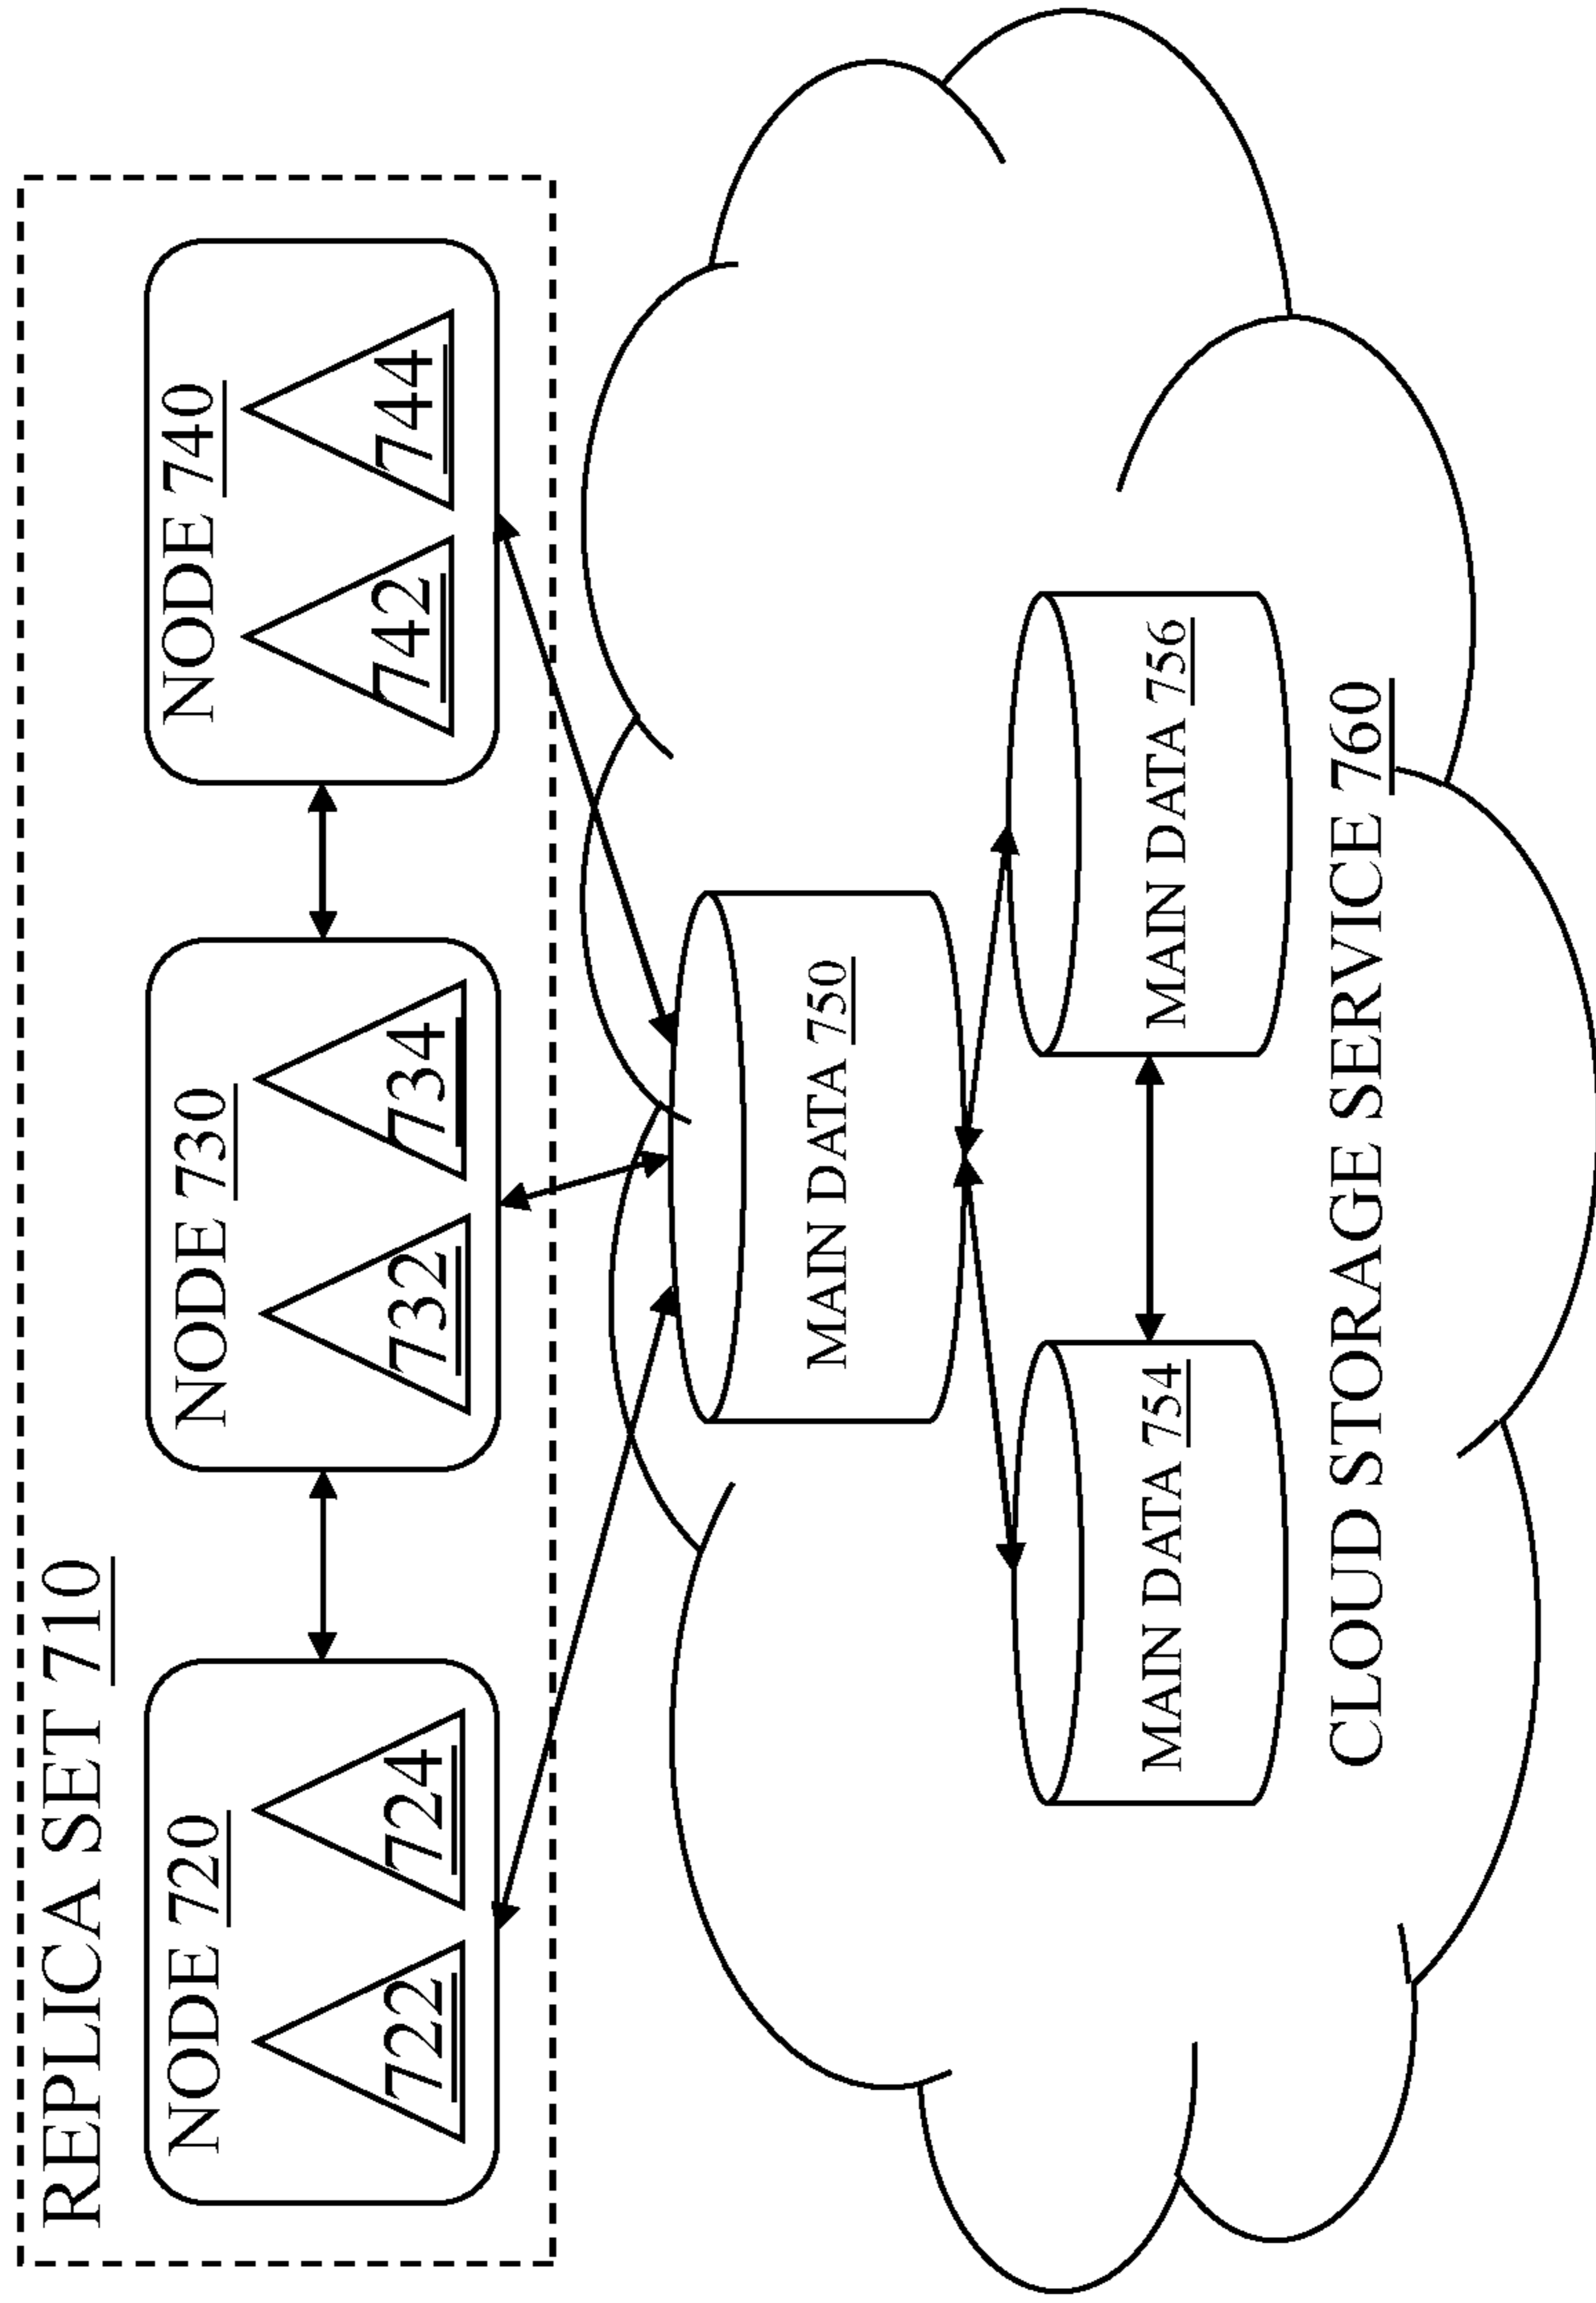 REPLICA SET 710
NODE 720
722
724
NODE 730
732
734
NODE 740
742
744
MAIN DATA 750
MAIN DATA 754
MAIN DATA 756
CLOUD STORAGE SERVICE 760